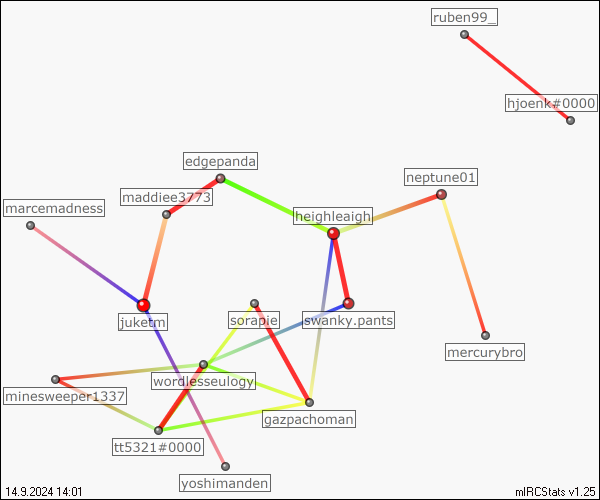 ruben99_
hjoenk#0000
edgepanda
neptune01
maddiee3773
marcemadness
heighleaigh
juketm
sorapie
swanky.pants
mercurybro
wordlesseulogy
minesweeper1337
gazpachoman
tt5321#0000
yoshimanden
14.9.2024 14:01
mIRCStats v1.25